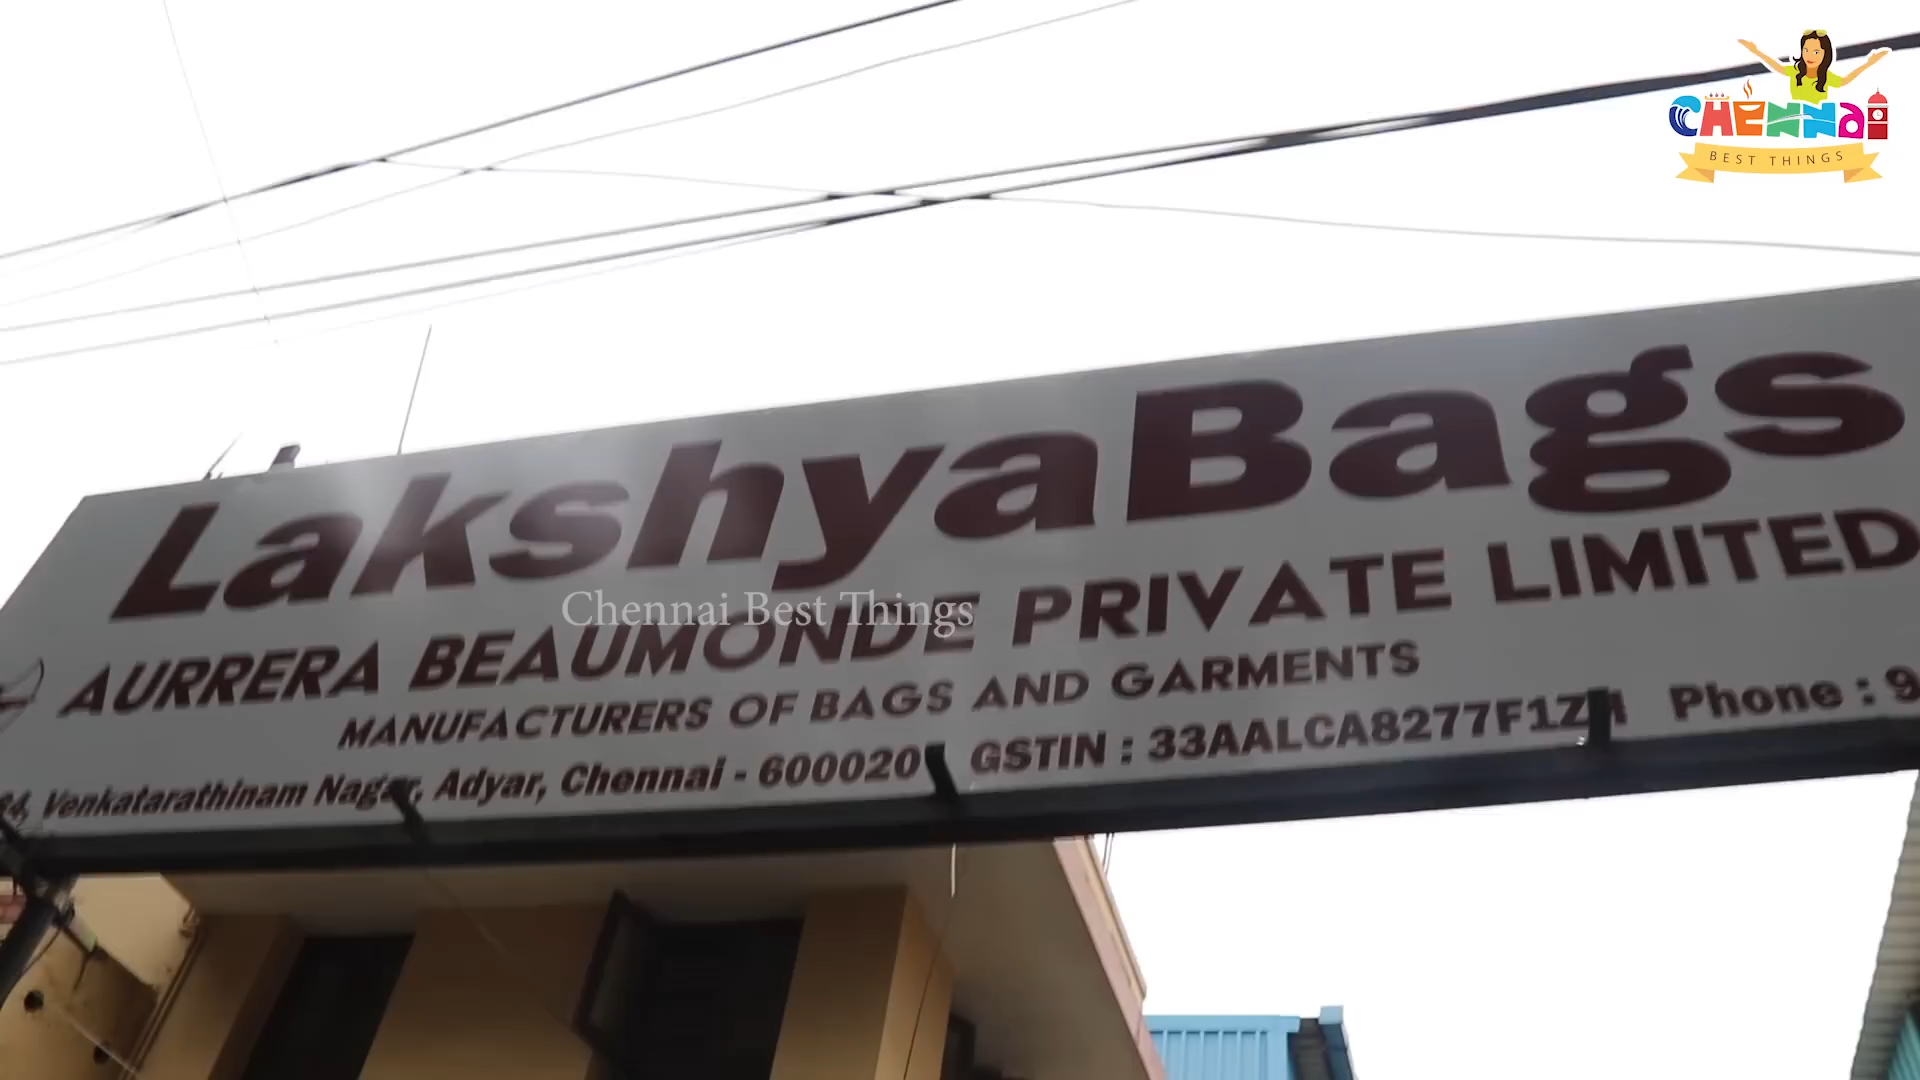 CHENNAI
BEST THINGS
LakshyaBags
AURRERA BEAUMONDE PRIVATE LIMITED
Chennai Best Things
MANUFACTURERS OF BAGS AND GARMENTS
Venkatarathinam Nagar, Adyar, Chennai - 600020 GSTIN : Phone : 9